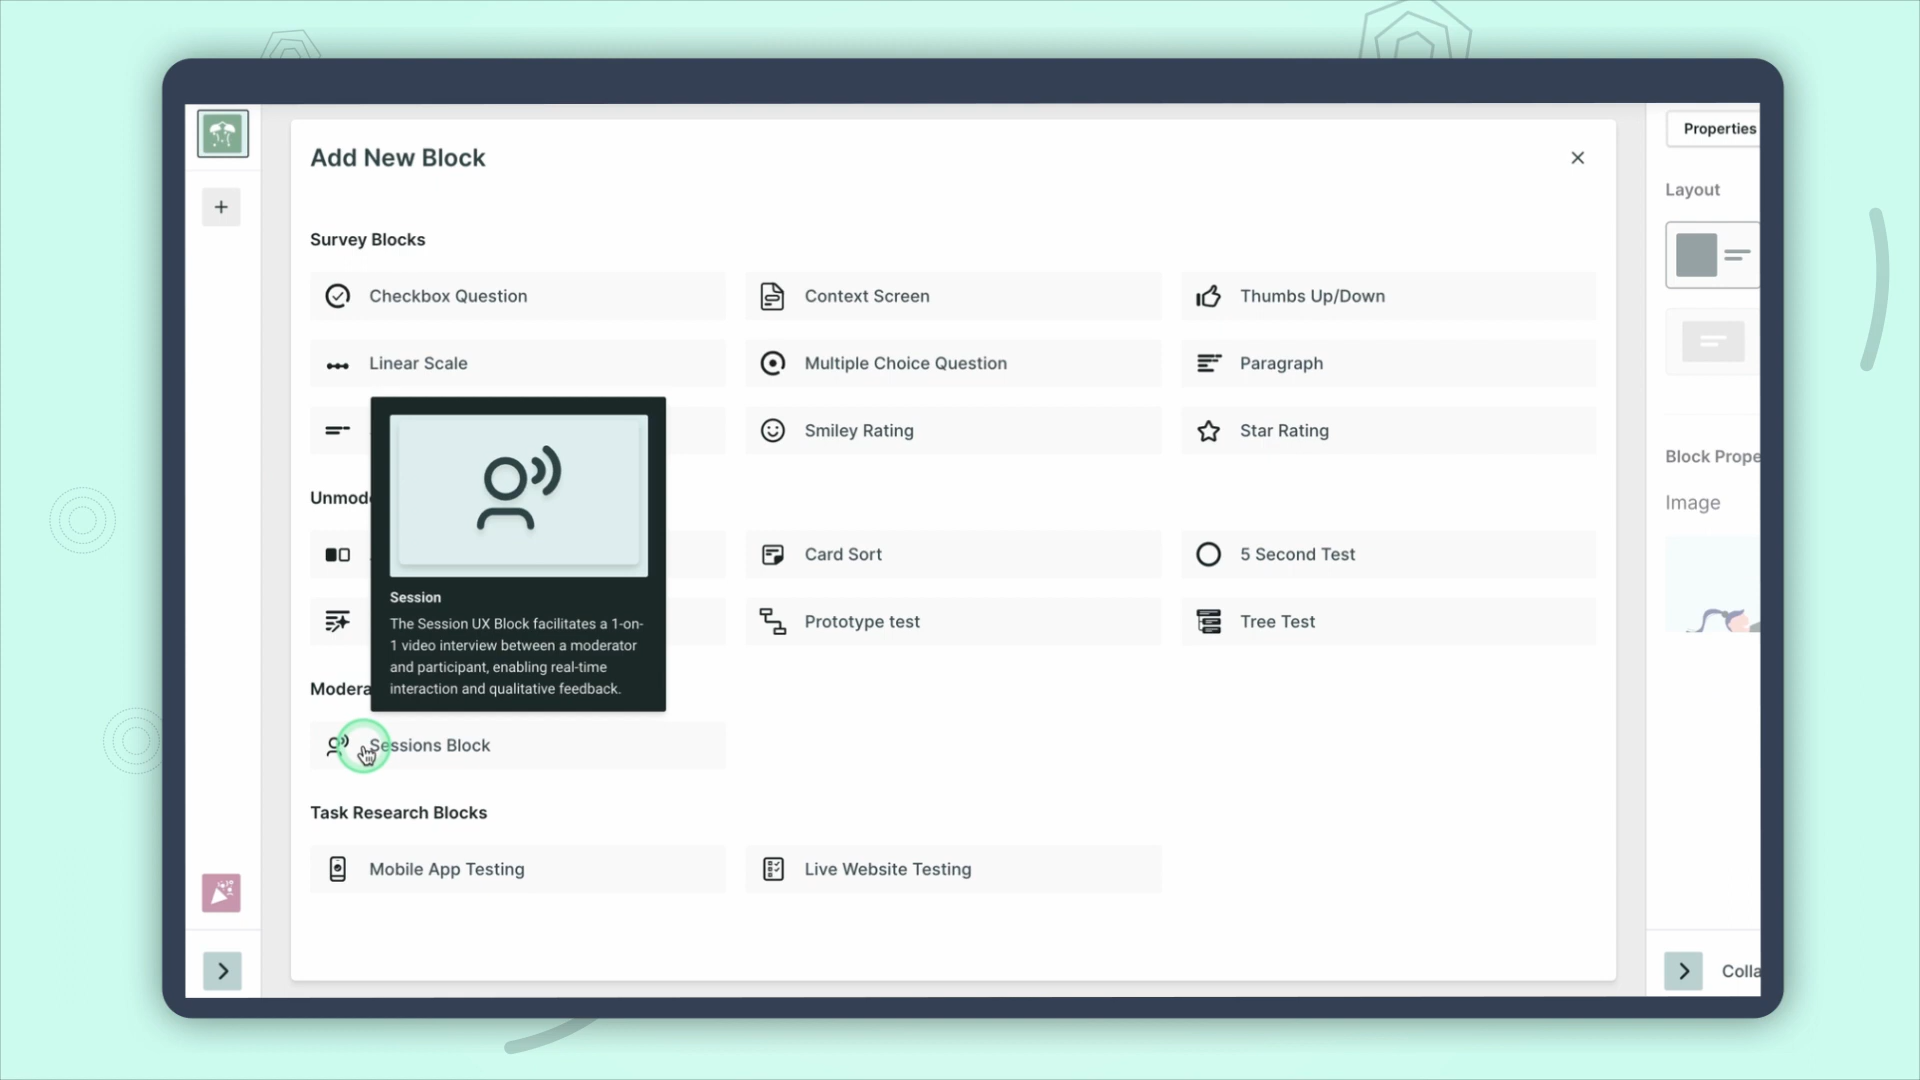 Properties
Add New Block
Layout
Survey Blocks
Checkbox Question
Context Screen
Thumbs Up/Down
Linear Scale
Multiple Choice Question
Paragraph
Smiley Rating
Star Rating
Block Prope
Unmod
Image
Card Sort
5 Second Test
Session
The Session UX Block facilitates a 1-on-
1 video interview between a moderator
and participant, enabling real-time
interaction and qualitative feedback.
Prototype test
Tree Test
Modera
Sessions Block
Task Research Blocks
Mobile App Testing
Live Website Testing
Colla